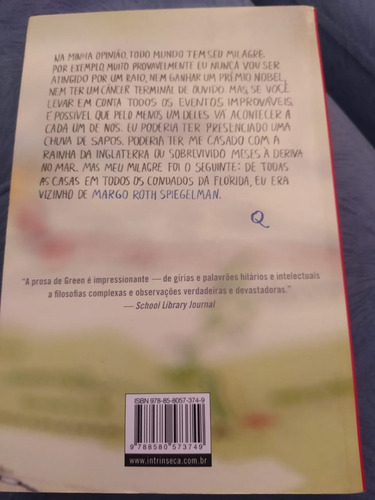 NA MINHA OPINIÃO, TODO MUNDO TEM SEU MILAGRE.
POR EXEMPLO, MUITO PROVAVELMENTE EU NUNCA VOU SER
ATINGIDO POR UM RAIO, NEM GANHAR UM PRÊMIO NOBEL,
NEM TER UM CÂNCER TERMINAL DE OUVIDO. MAS, SE VOCÊ
LEVAR EM CONTA TODOS OS EVENTOS IMPROVÁVEIS,
É POSSÍVEL QUE PELO MENOS UM DELES VÁ ACONTECER A
CADA UM DE NÓS. EU PODERIA TER PRESENCIADO UMA
CHUVA DE SAPOS. PODERIA TER ME CASADO COM A
RAINHA DA INGLATERRA OU SOBREVIVIDO MESES À DERIVA
NO MAR. MAS MEU MILAGRE FOI O SEGUINTE: DE TODAS
AS CASAS EM TODOS OS CONDADOS DA FLÓRIDA, EU ERA
VIZINHO DE MARGO ROTH SPIEGELMAN.
Q
“A prosa de Green é impressionante — de gírias e palavrões hilários e intelectuais
a filosofias complexas e observações verdadeiras e devastadoras.”
— School Library Journal
ISBN 978-85-8057-374-9
9 788580 573749
www.intrinseca.com.br